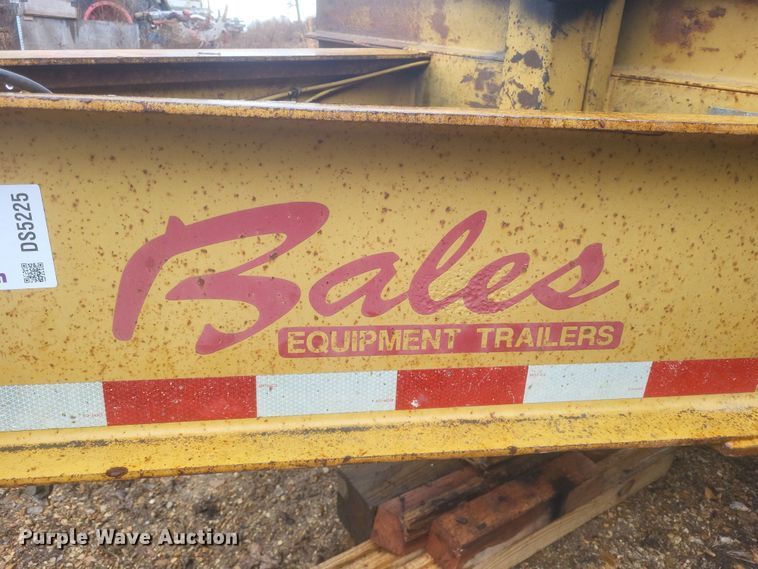 DS5225
Bales
EQUIPMENT TRAILERS
Purple Wave Auction